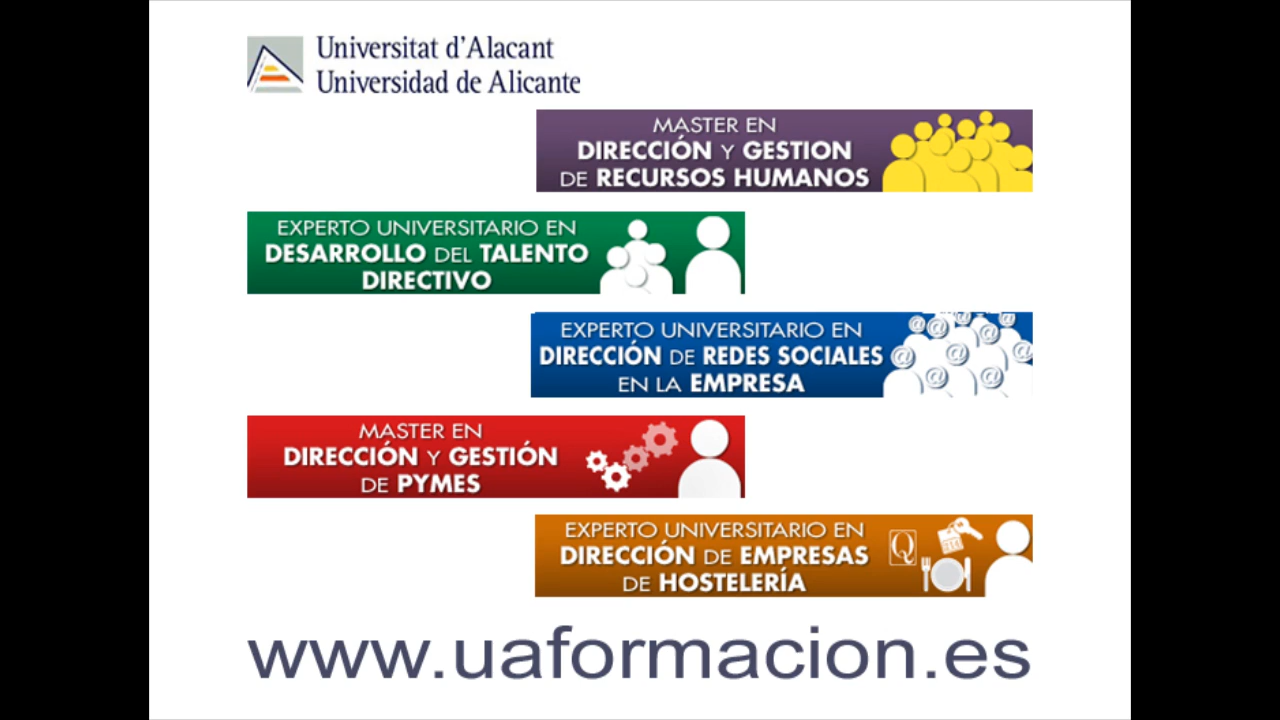 Universitat d'Alacant
Universidad de Alicante
MASTER EN
DIRECCIÓN Y GESTION
DE RECURSOS HUMANOS
EXPERTO UNIVERSITARIO EN
DESARROLLO DEL TALENTO
DIRECTIVO
EXPERTO UNIVERSITARIO EN
DIRECCIÓN DE REDES SOCIALES
EN LA EMPRESA
@ @ @ @ @ @ @ @ @
MASTER EN
DIRECCIÓN Y GESTIÓN
DE PYMES
EXPERTO UNIVERSITARIO EN
DIRECCIÓN DE EMPRESAS
DE HOSTELERÍA
Q
www.uaformacion.es